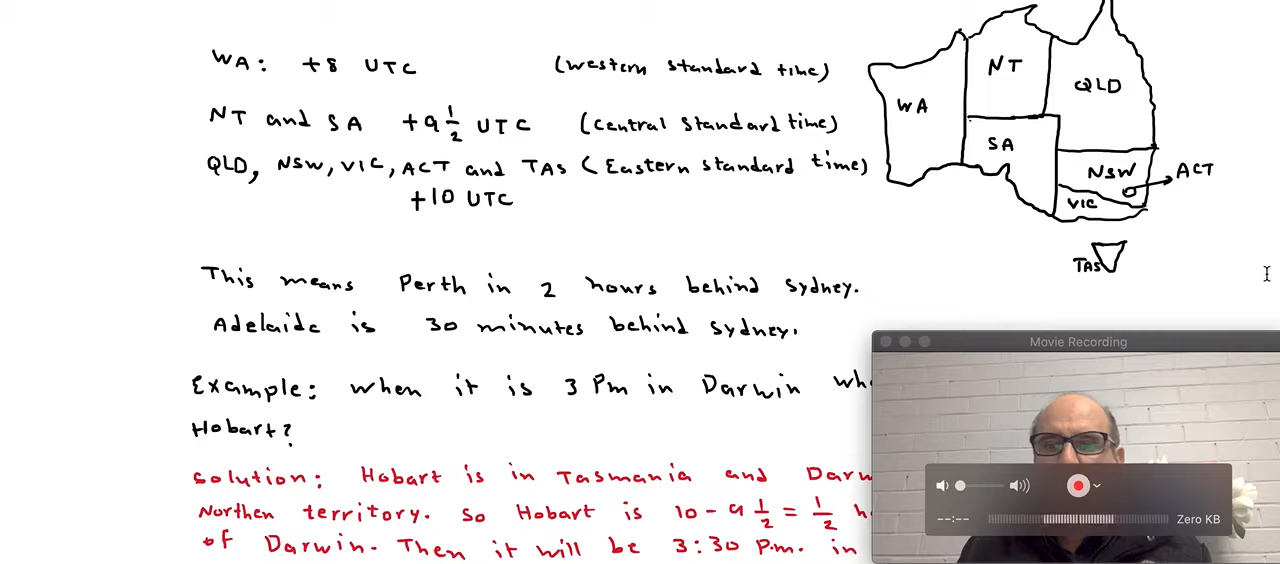 WA: +8 UTC (western standard time)
NT and SA +9 1/2 UTC (central standard time)
QLD, NSW, VIC, ACT and TAS (Eastern standard time)
+10 UTC
NT
QLD
WA
SA
NSW
ACT
VIC
TAS
This means Perth in 2 hours behind sydney.
Adelaide is 30 minutes behind sydney.
Example: when it is 3 Pm in Darwin
Hobart?
solution: Hobart is in Tasmania and
Northen territory. so Hobart is 10 - 9 1/2 = 1/2
of Darwin. Then it will be 3:30 P.m. in
Movie Recording
--:-- Zero KB